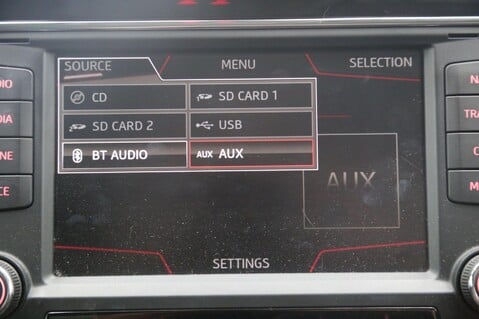 SOURCE MENU SELECTION
CD SD CARD 1
SD CARD 2 USB
BT AUDIO AUX AUX
AUX
SETTINGS